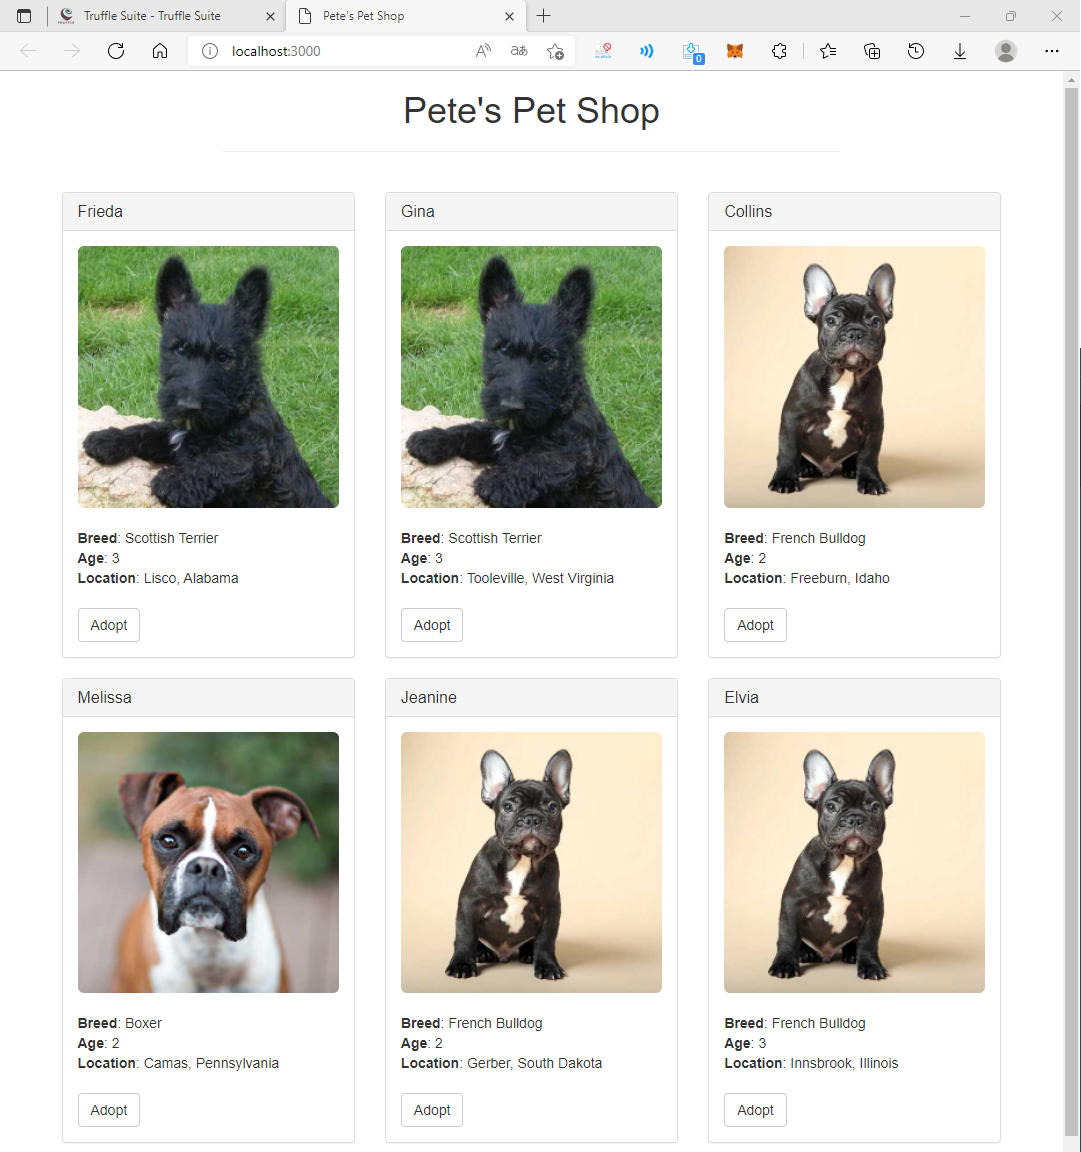 Truffle Suite - Truffle Suite
Pete's Pet Shop
localhost:3000
Pete's Pet Shop
Frieda
Breed: Scottish Terrier
Age: 3
Location: Lisco, Alabama
Adopt
Gina
Breed: Scottish Terrier
Age: 3
Location: Tooleville, West Virginia
Adopt
Collins
Breed: French Bulldog
Age: 2
Location: Freeburn, Idaho
Adopt
Melissa
Breed: Boxer
Age: 2
Location: Camas, Pennsylvania
Adopt
Jeanine
Breed: French Bulldog
Age: 2
Location: Gerber, South Dakota
Adopt
Elvia
Breed: French Bulldog
Age: 3
Location: Innsbrook, Illinois
Adopt